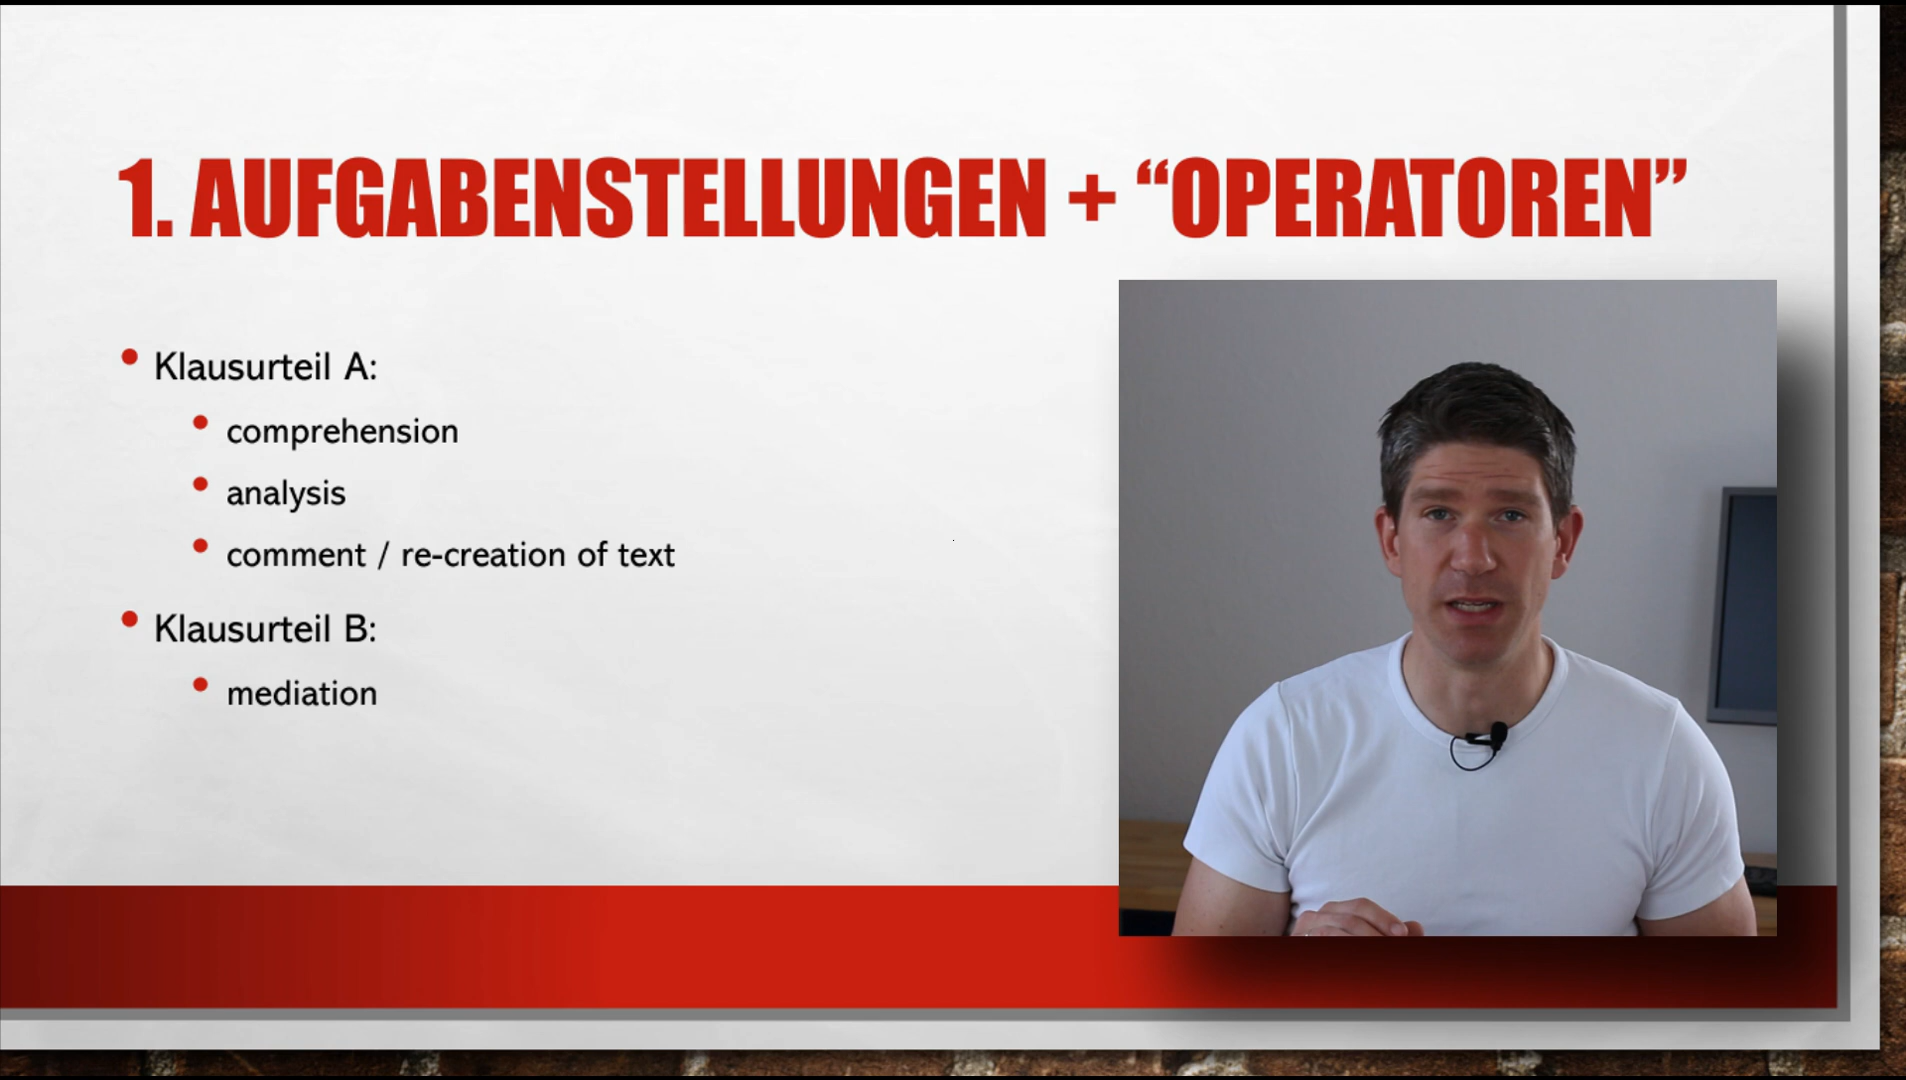 1. AUFGABENSTELLUNGEN + “OPERATOREN”
Klausurteil A:
comprehension
analysis
comment / re-creation of text
Klausurteil B:
mediation